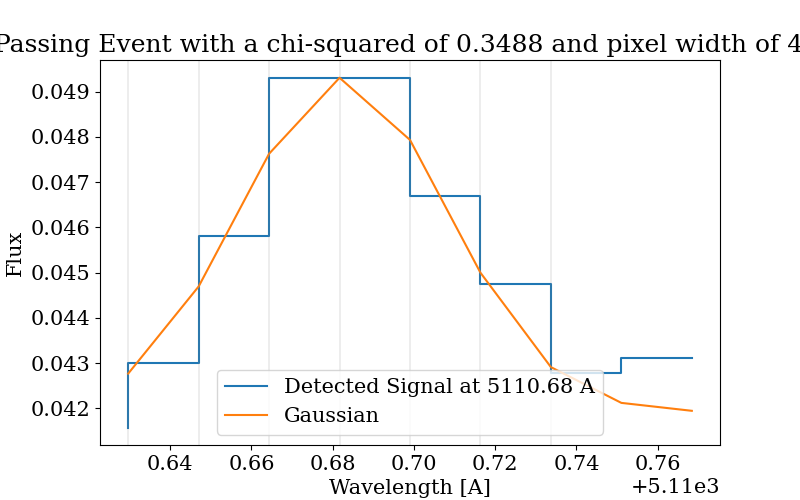 Passing Event with a chi-squared of 0.3488 and pixel width of 4
0.049
0.048
0.047
0.046
0.045
0.044
0.043
0.042
Flux
Detected Signal at 5110.68 A
Gaussian
0.64 0.66 0.68 0.70 0.72 0.74 0.76
Wavelength [A]
+5.11e3